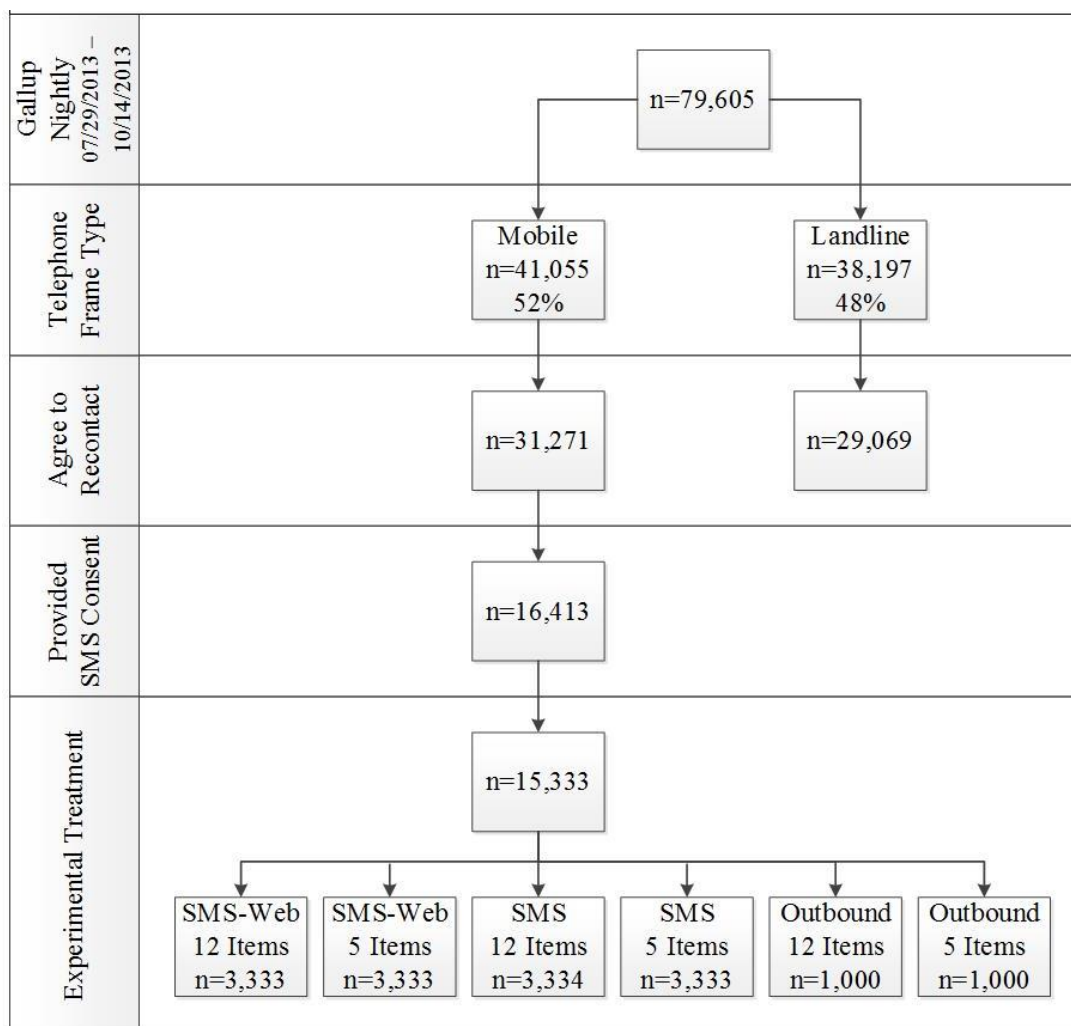 Gallup
Nightly
07/29/2013 –
10/14/2013
n=79,605
Telephone
Frame Type
Mobile
n=41,055
52%
Landline
n=38,197
48%
Agree to
Recontact
n=31,271
n=29,069
Provided
SMS Consent
n=16,413
Experimental Treatment
n=15,333
SMS-Web
12 Items
n=3,333
SMS-Web
5 Items
n=3,333
SMS
12 Items
n=3,334
SMS
5 Items
n=3,333
Outbound
12 Items
n=1,000
Outbound
5 Items
n=1,000